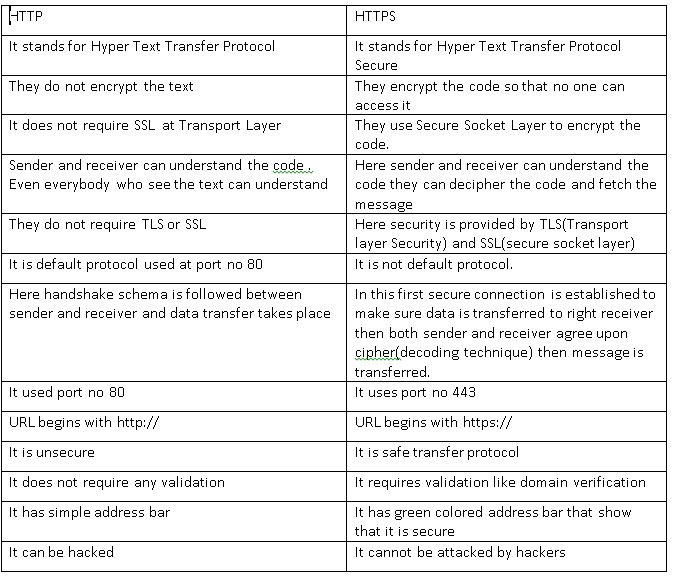 HTTP
HTTPS
It stands for Hyper Text Transfer Protocol
It stands for Hyper Text Transfer Protocol
Secure
They do not encrypt the text
They encrypt the code so that no one can
access it
It does not require SSL at Transport Layer
They use Secure Socket Layer to encrypt the
code.
Sender and receiver can understand the code .
Even everybody who see the text can understand
Here sender and receiver can understand the
code they can decipher the code and fetch the
message
They do not require TLS or SSL
Here security is provided by TLS(Transport
layer Security) and SSL(secure socket layer)
It is default protocol used at port no 80
It is not default protocol.
Here handshake schema is followed between
sender and receiver and data transfer takes place
In this first secure connection is established to
make sure data is transferred to right receiver
then both sender and receiver agree upon
cipher(decoding technique) then message is
transferred.
It used port no 80
It uses port no 443
URL begins with http://
URL begins with https://
It is unsecure
It is safe transfer protocol
It does not require any validation
It requires validation like domain verification
It has simple address bar
It has green colored address bar that show
that it is secure
It can be hacked
It cannot be attacked by hackers